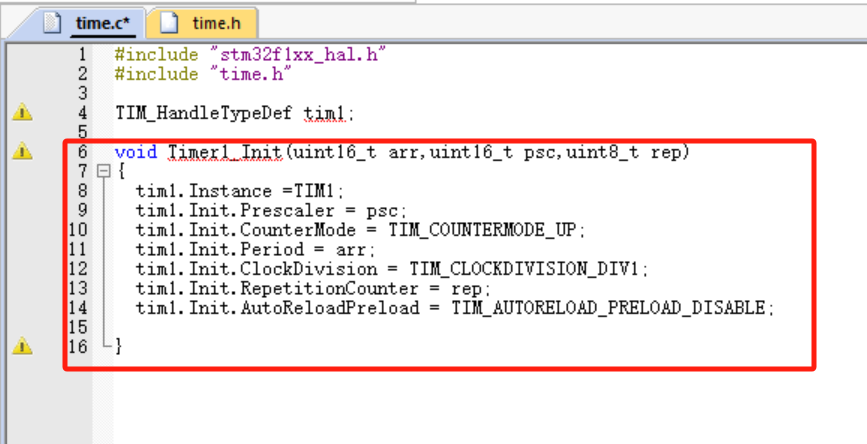 time.c* time.h
1 #include "stm32f1xx_hal.h"
2 #include "time.h"
3
4 TIM_HandleTypeDef tim1;
5
6 void Timer1_Init(uint16_t arr,uint16_t psc,uint8_t rep)
7 {
8 tim1.Instance =TIM1;
9 tim1.Init.Prescaler = psc;
10 tim1.Init.CounterMode = TIM_COUNTERMODE_UP;
11 tim1.Init.Period = arr;
12 tim1.Init.ClockDivision = TIM_CLOCKDIVISION_DIV1;
13 tim1.Init.RepetitionCounter = rep;
14 tim1.Init.AutoReloadPreload = TIM_AUTORELOAD_PRELOAD_DISABLE;
15
16 }